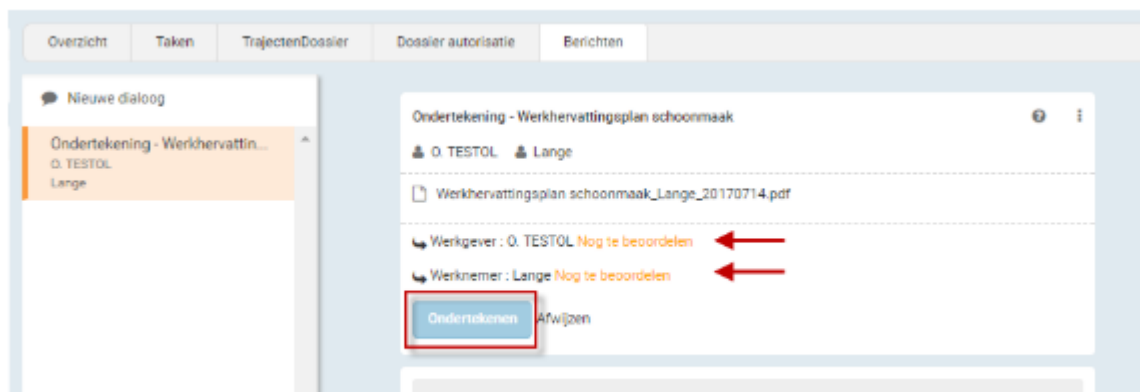 Overzicht Taken TrajectenDossier Dossier autorisatie Berichten
Nieuwe dialoog
Ondertekening - Werkhervattin...
O. TESTOL
Lange
Ondertekening - Werkhervattingsplan schoonmaak
O. TESTOL Lange
Werkhervattingsplan schoonmaak_Lange_20170714.pdf
Werkgever : O. TESTOL Nog te beoordelen
Werknemer : Lange Nog te beoordelen
Ondertekenen Afwijzen